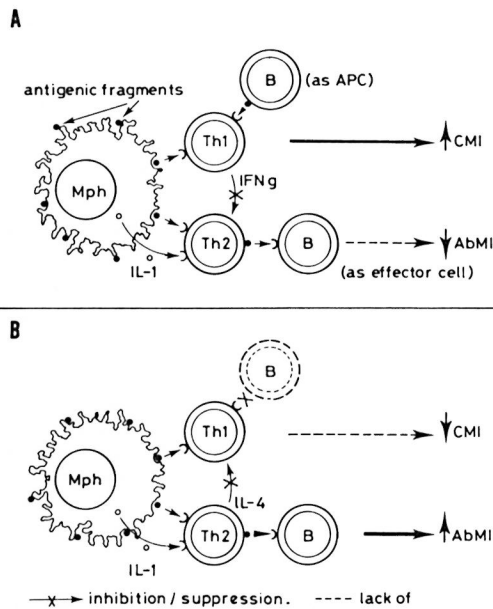 A
antigenic fragments
B (as APC)
Th1
CMI
Mph
IFNg
Th2
B
AbMI
IL-1
(as effector cell)
B
B
Th1
CMI
Mph
IL-4
Th2
B
AbMI
IL-1
x inhibition / suppression. ---- lack of